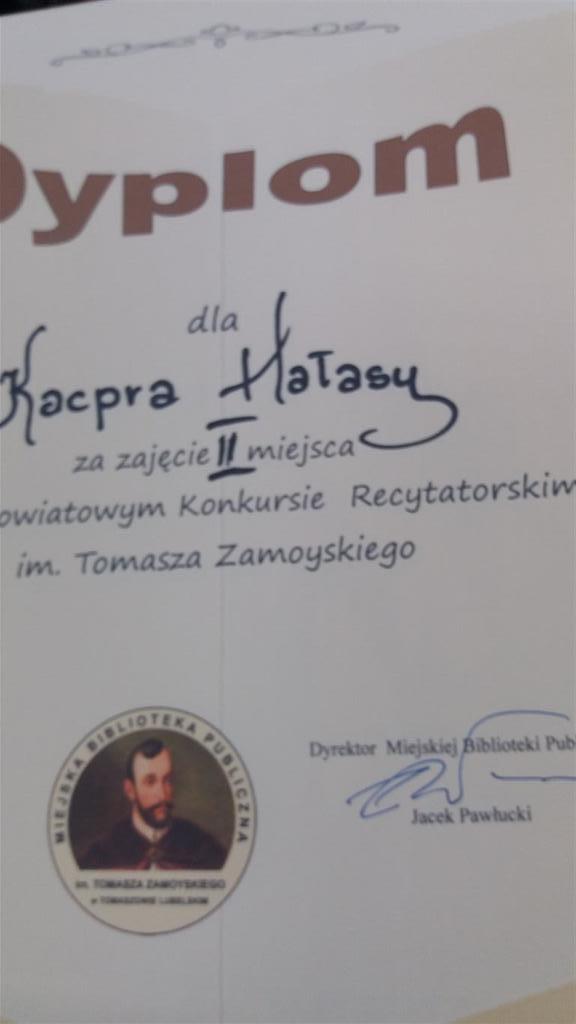 Dyplom
dla
Kacpra Hałasy
za zajęcie II miejsca
owiatowym Konkursie Recytatorskim
im. Tomasza Zamoyskiego
MIEJSKA BIBLIOTEKA PUBLICZNA
im. TOMASZA ZAMOYSKIEGO
w TOMASZOWIE LUBELSKIM
Dyrektor Miejskiej Biblioteki Pub
Jacek Pawłucki